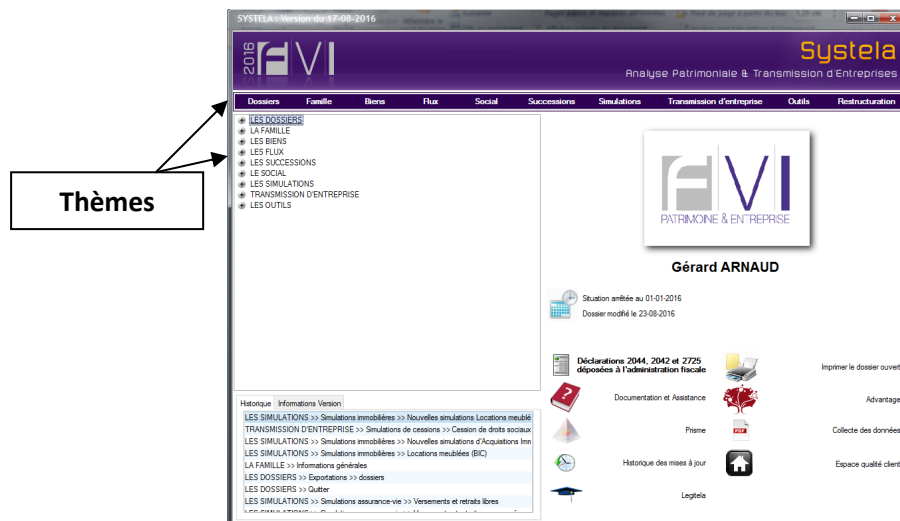 SYSTELA : Version du 17-08-2016
2016 FVI
Systela
Analyse Patrimoniale & Transmission d'Entreprises
Dossiers Famille Biens Flux Social Successions Simulations Transmission d'entreprise Outils Restructuration
LES DOSSIERS
LA FAMILLE
LES BIENS
LES FLUX
LES SUCCESSIONS
LE SOCIAL
LES SIMULATIONS
TRANSMISSION D'ENTREPRISE
LES OUTILS
Thèmes
FVI
PATRIMOINE & ENTREPRISE
Gérard ARNAUD
Situation arrêtée au 01-01-2016
Dossier modifié le 23-08-2016
Déclarations 2044, 2042 et 2725
déposées à l'administration fiscale
Imprimer le dossier ouvert
Documentation et Assistance
Advantage
Prisme
PDF
Collecte des données
Historique des mises à jour
Espace qualité client
Legitela
Historique Informations Version
LES SIMULATIONS >> Simulations immobilières >> Nouvelles simulations Locations meublé
TRANSMISSION D'ENTREPRISE >> Simulations de cessions >> Cession de droits sociaux
LES SIMULATIONS >> Simulations immobilières >> Nouvelles simulations d'Acquistions Imm
LES SIMULATIONS >> Simulations immobilières >> Locations meublées (BIC)
LA FAMILLE >> Informations générales
LES DOSSIERS >> Exportations >> dossiers
LES DOSSIERS >> Quitter
LES SIMULATIONS >> Simulations assurance-vie >> Versements et retraits libres